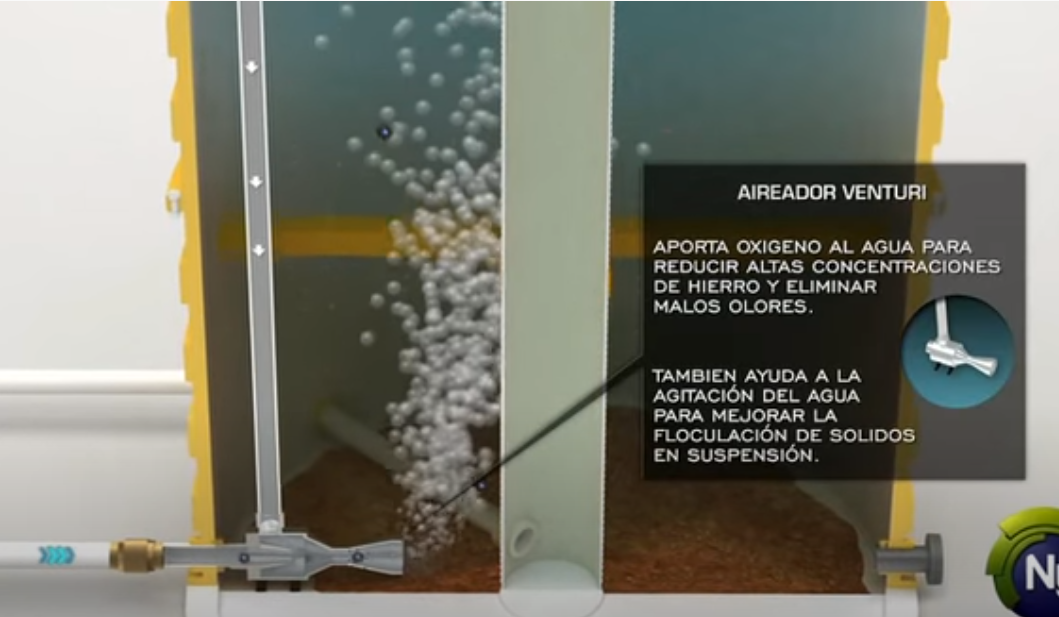 AIREADOR VENTURI
APORTA OXIGENO AL AGUA PARA
REDUCIR ALTAS CONCENTRACIONES
DE HIERRO Y ELIMINAR
MALOS OLORES.
TAMBIEN AYUDA A LA
AGITACIÓN DEL AGUA
PARA MEJORAR LA
FLOCULACIÓN DE SOLIDOS
EN SUSPENSIÓN.